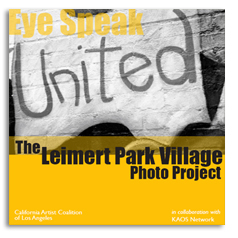 Eye Speak
United
The Leimert Park Village
Photo Project
California Artist Coalition
of Los Angeles
in collaboration with
KAOS Network